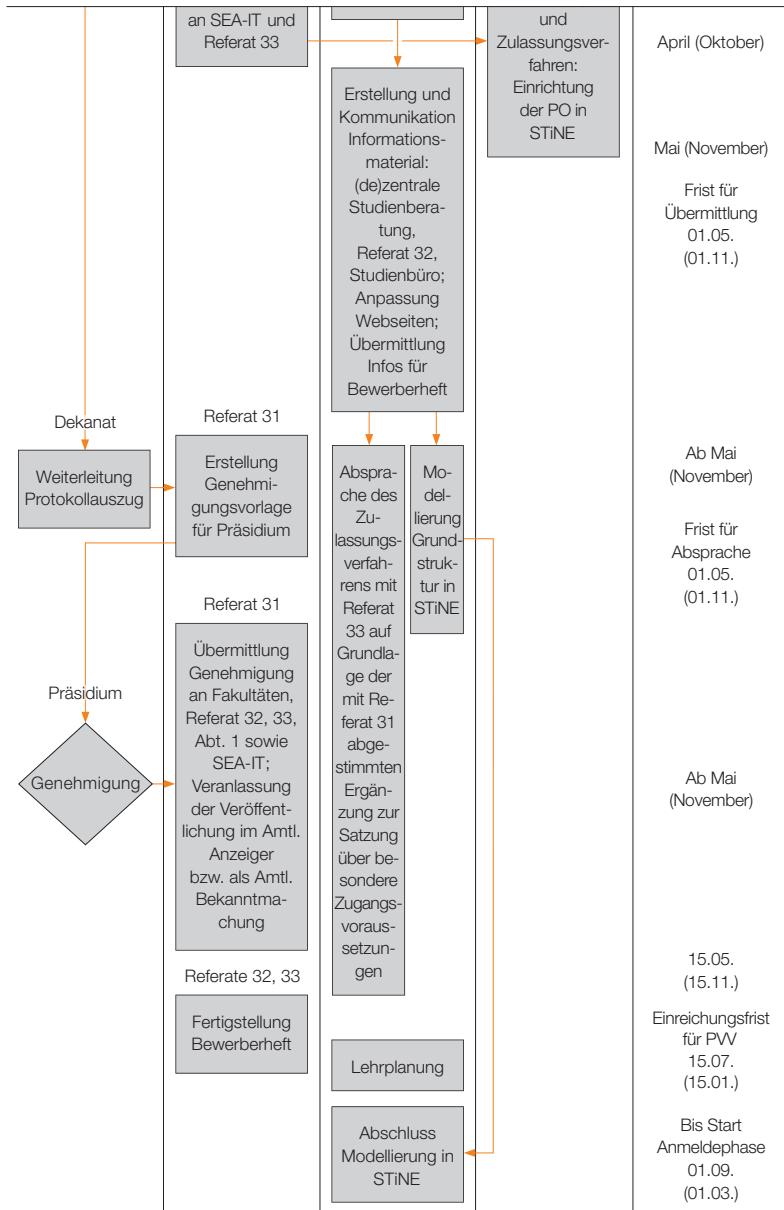 an SEA-IT und
Referat 33
und
Zulassungsver-
fahren:
Einrichtung
der PO in
STiNE
April (Oktober)
Erstellung und
Kommunikation
Informations-
material:
(de)zentrale
Studienbera-
tung,
Referat 32,
Studienbüro;
Anpassung
Webseiten;
Übermittlung
Infos für
Bewerberheft
Mai (November)
Frist für
Übermittlung
01.05.
(01.11.)
Dekanat
Weiterleitung
Protokollauszug
Referat 31
Erstellung
Genehmi-
gungsvorlage
für Präsidium
Abspra-
che des
Zu-
lassungs-
verfah-
rens mit
Referat
33 auf
Grundla-
ge der
mit Re-
ferat 31
abge-
stimmten
Ergän-
zung zur
Satzung
über be-
sondere
Zugangs-
voraus-
setzun-
gen
Mo-
del-
lierung
Grund-
struk-
tur in
STiNE
Ab Mai
(November)
Frist für
Absprache
01.05.
(01.11.)
Referat 31
Übermittlung
Genehmigung
an Fakultäten,
Referat 32, 33,
Abt. 1 sowie
SEA-IT;
Veranlassung
der Veröffent-
lichung im Amtl.
Anzeiger
bzw. als Amtl.
Bekanntma-
chung
Präsidium
Genehmigung
Ab Mai
(November)
15.05.
(15.11.)
Referate 32, 33
Fertigstellung
Bewerberheft
Lehrplanung
Einreichungsfrist
für PVV
15.07.
(15.01.)
Abschluss
Modellierung in
STiNE
Bis Start
Anmeldephase
01.09.
(01.03.)